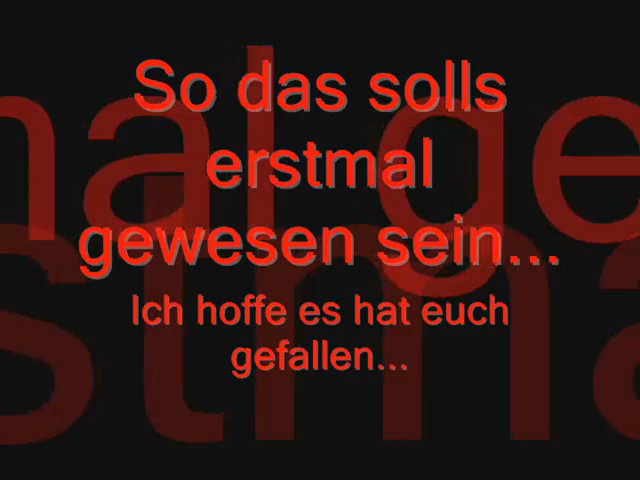 So das solls
erstmal
gewesen sein...
Ich hoffe es hat euch
gefallen...